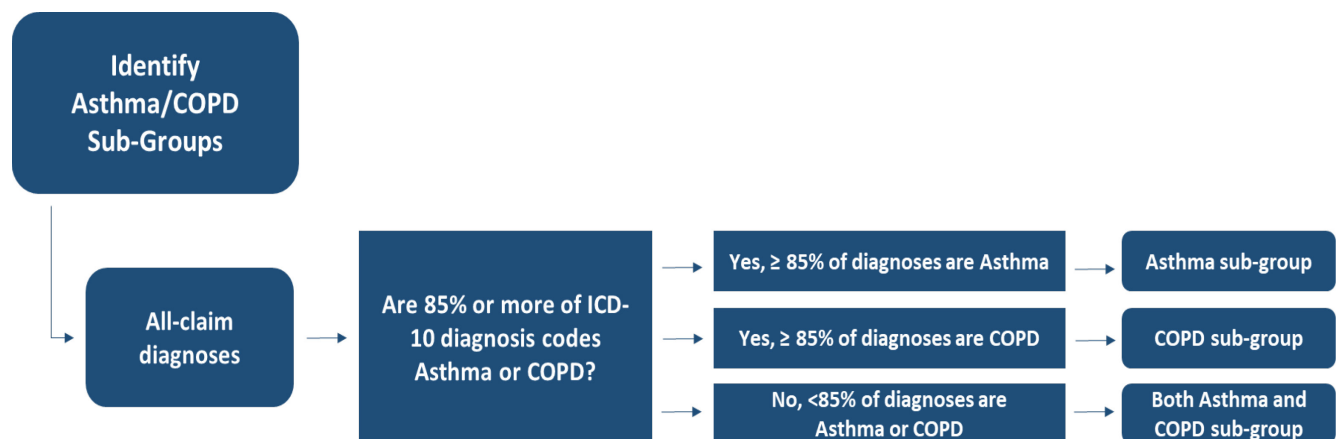 Identify
Asthma/COPD
Sub-Groups
All-claim
diagnoses
Are 85% or more of ICD-
10 diagnosis codes
Asthma or COPD?
Yes, ≥ 85% of diagnoses are Asthma
Asthma sub-group
Yes, ≥ 85% of diagnoses are COPD
COPD sub-group
No, <85% of diagnoses are
Asthma or COPD
Both Asthma and
COPD sub-group